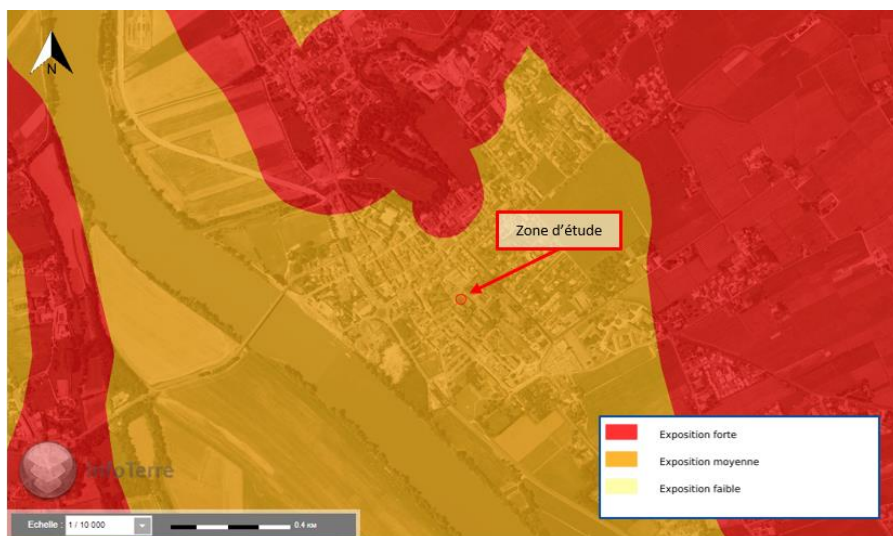 N
Zone d'étude
Exposition forte
Exposition moyenne
Exposition faible
InfoTerre
Echelle : 1 / 10 000
0.4 KM